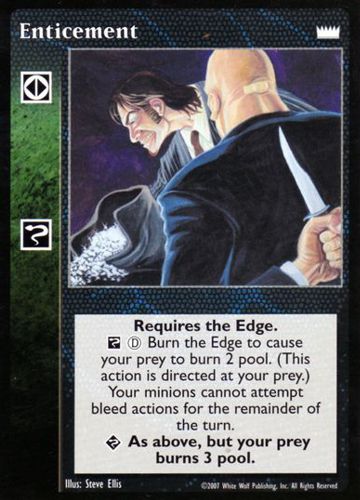 Enticement
Requires the Edge.
D Burn the Edge to cause
your prey to burn 2 pool. (This
action is directed at your prey.)
Your minions cannot attempt
bleed actions for the remainder of
the turn.
As above, but your prey
burns 3 pool.
Illus: Steve Ellis
©2007 White Wolf Publishing, Inc. All Rights Reserved